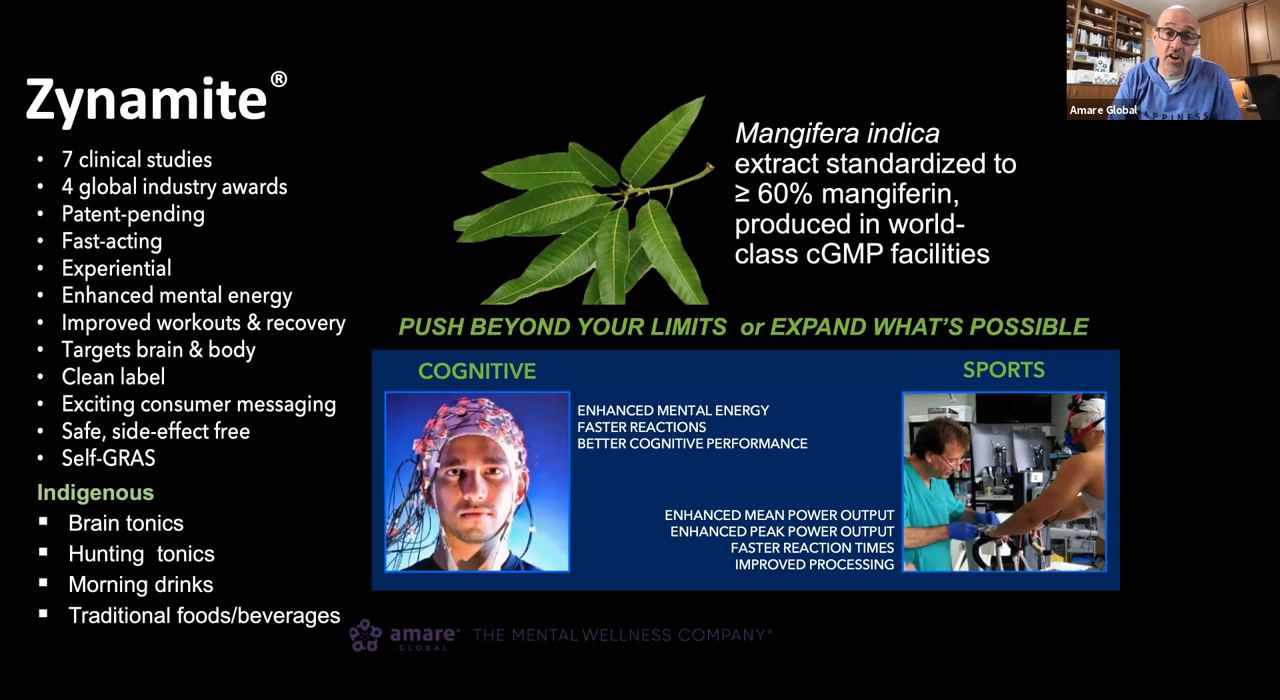 Zynamite®
• 7 clinical studies
• 4 global industry awards
• Patent-pending
• Fast-acting
• Experiential
• Enhanced mental energy
• Improved workouts & recovery
• Targets brain & body
• Clean label
• Exciting consumer messaging
• Safe, side-effect free
• Self-GRAS
Indigenous
▪ Brain tonics
▪ Hunting tonics
▪ Morning drinks
▪ Traditional foods/beverages
Mangifera indica
extract standardized to
≥ 60% mangiferin,
produced in world-
class cGMP facilities
PUSH BEYOND YOUR LIMITS or EXPAND WHAT'S POSSIBLE
COGNITIVE
ENHANCED MENTAL ENERGY
FASTER REACTIONS
BETTER COGNITIVE PERFORMANCE
SPORTS
ENHANCED MEAN POWER OUTPUT
ENHANCED PEAK POWER OUTPUT
FASTER REACTION TIMES
IMPROVED PROCESSING
amare® THE MENTAL WELLNESS COMPANY®
GLOBAL
Amare Global
APPINESS